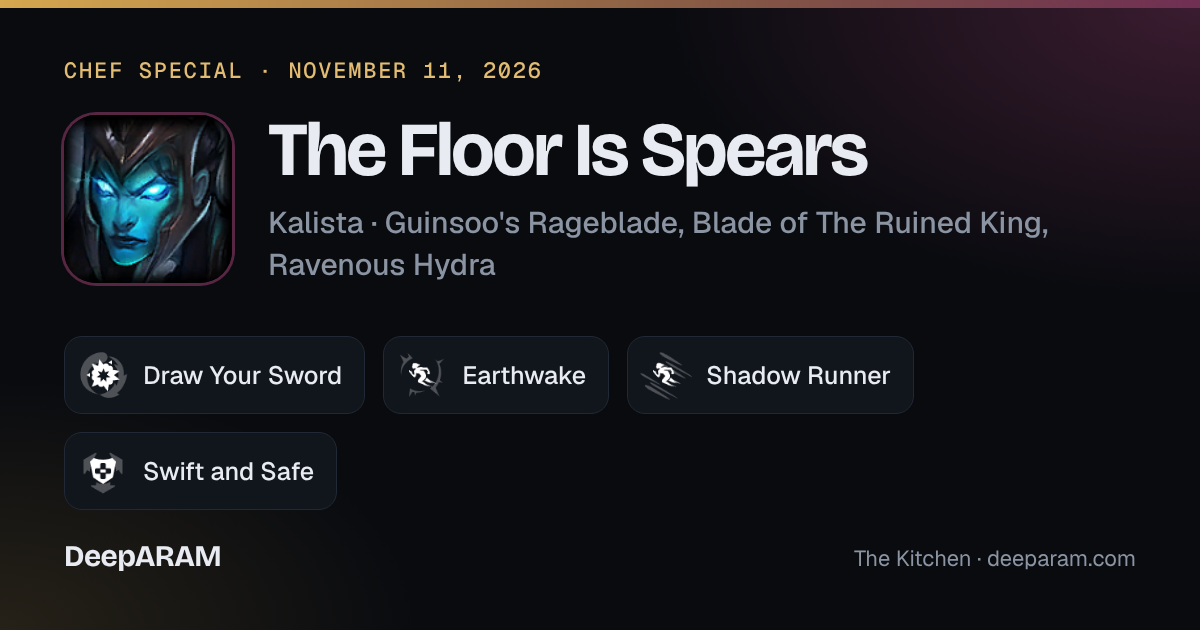 CHEF SPECIAL · NOVEMBER 11, 2026
The Floor Is Spears
Kalista · Guinsoo's Rageblade, Blade of The Ruined King,
Ravenous Hydra
Draw Your Sword
Earthwake
Shadow Runner
Swift and Safe
DeepARAM
The Kitchen · deeparam.com